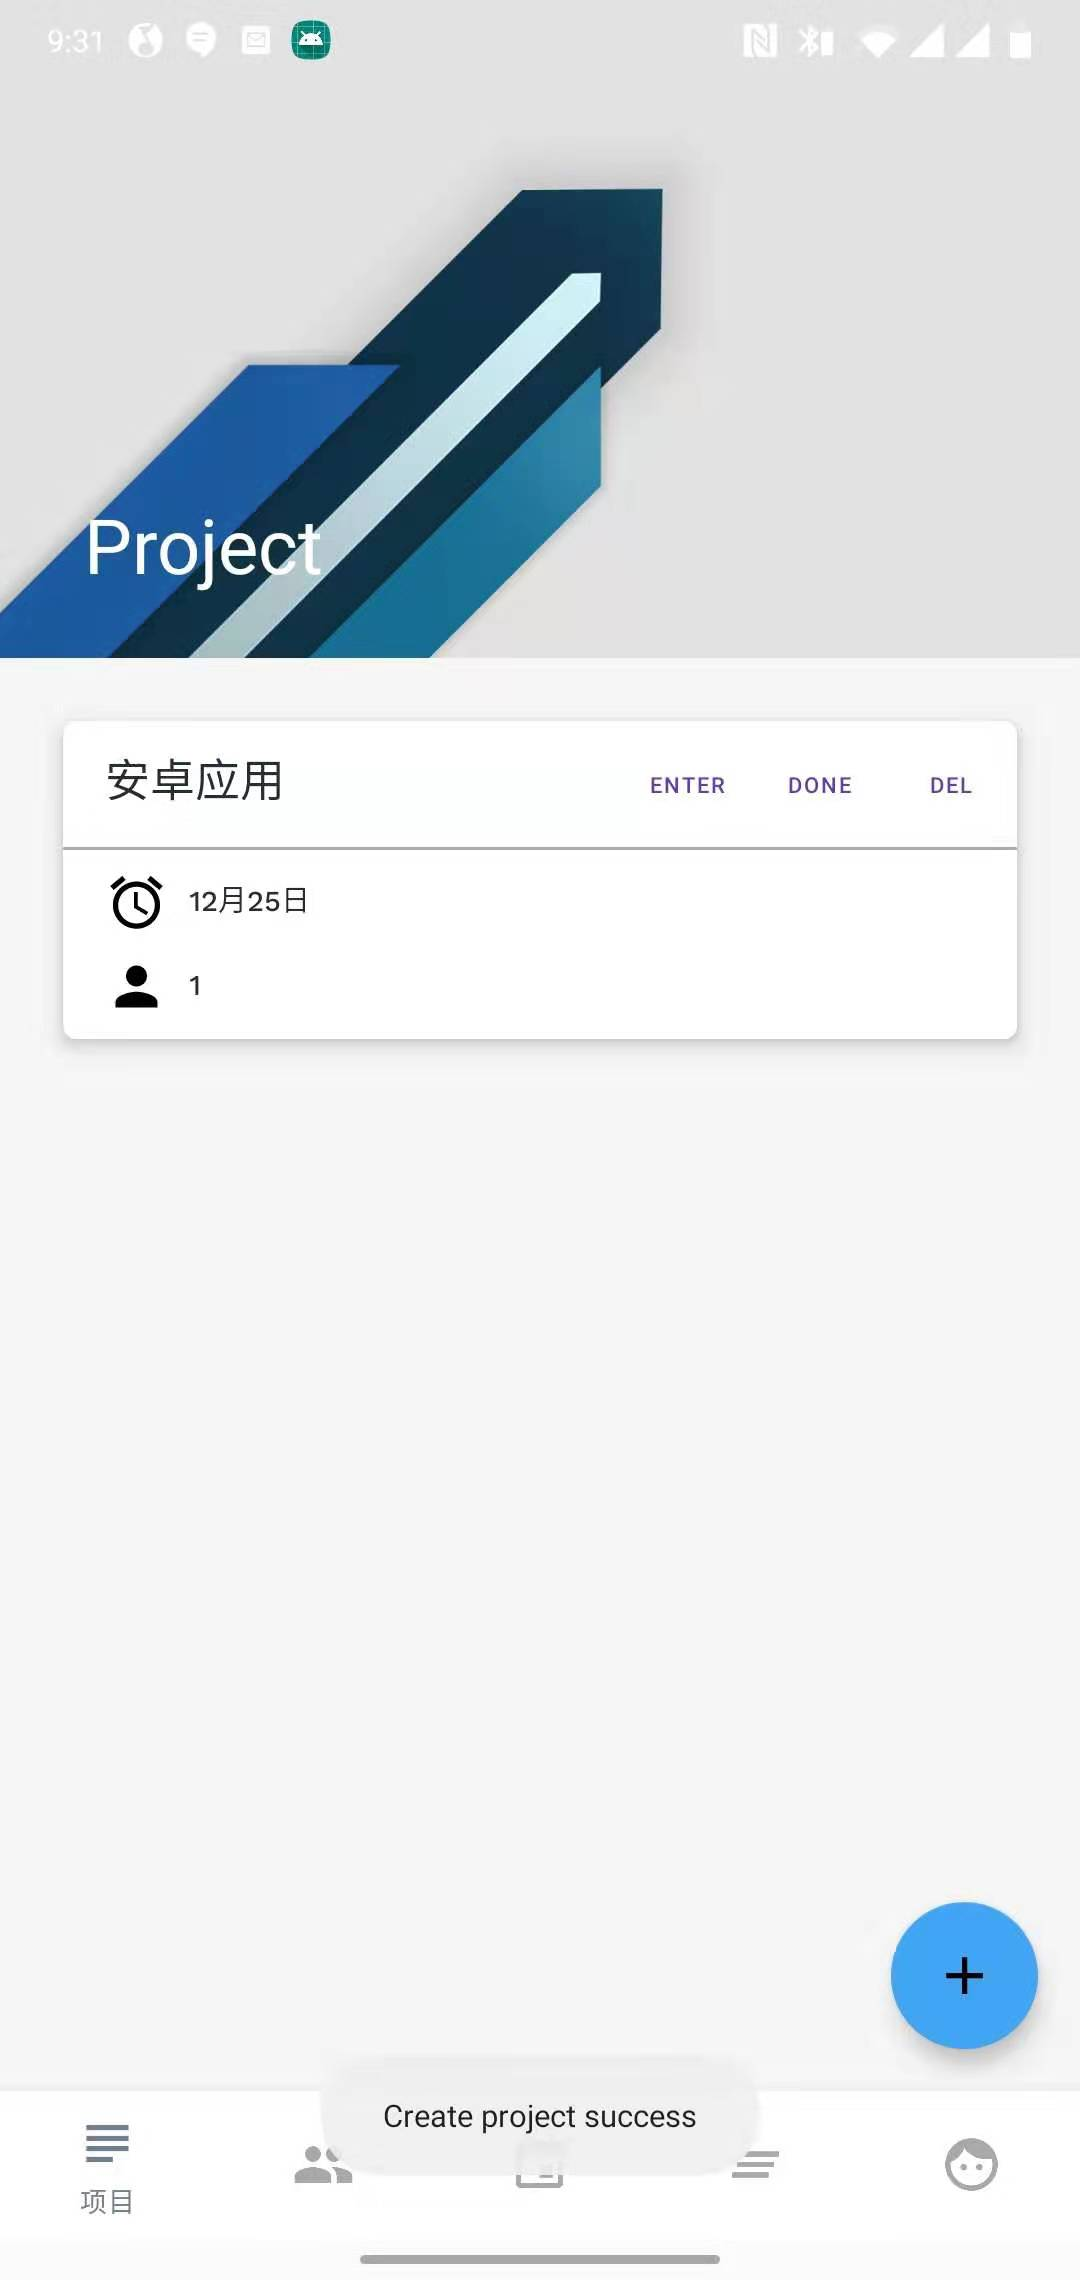 9:31
Project
安卓应用 ENTER DONE DEL
12月25日
1
Create project success
项目